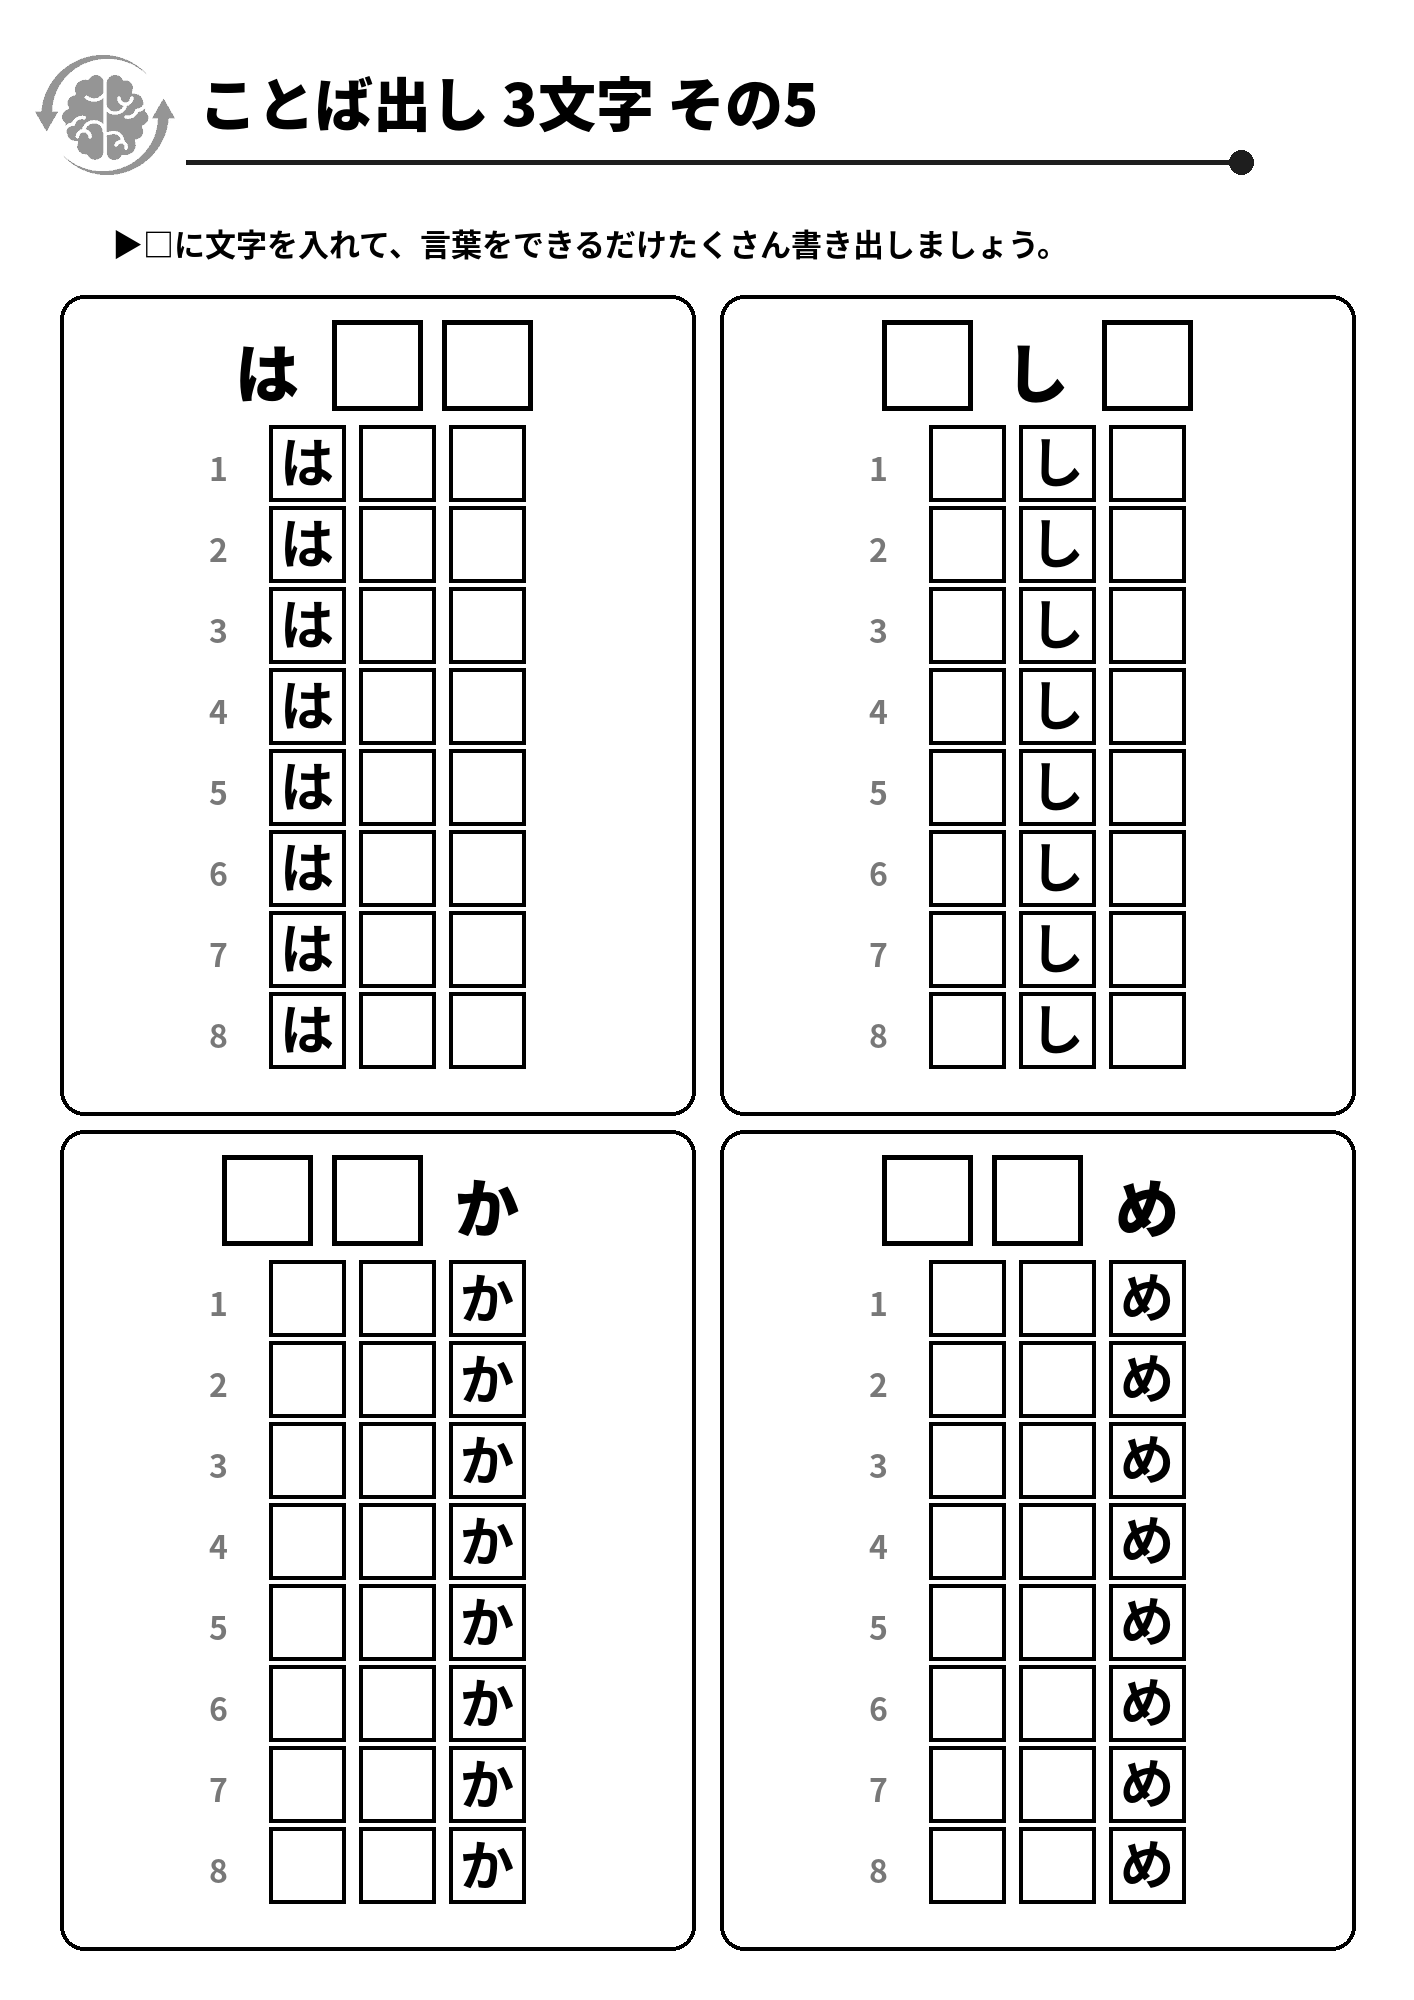 ことば出し 3文字 その5
▶□に文字を入れて、言葉をできるだけたくさん書き出しましょう。
は□□
1 は
2 は
3 は
4 は
5 は
6 は
7 は
8 は
□し□
1 し
2 し
3 し
4 し
5 し
6 し
7 し
8 し
□□か
1 か
2 か
3 か
4 か
5 か
6 か
7 か
8 か
□□め
1 め
2 め
3 め
4 め
5 め
6 め
7 め
8 め